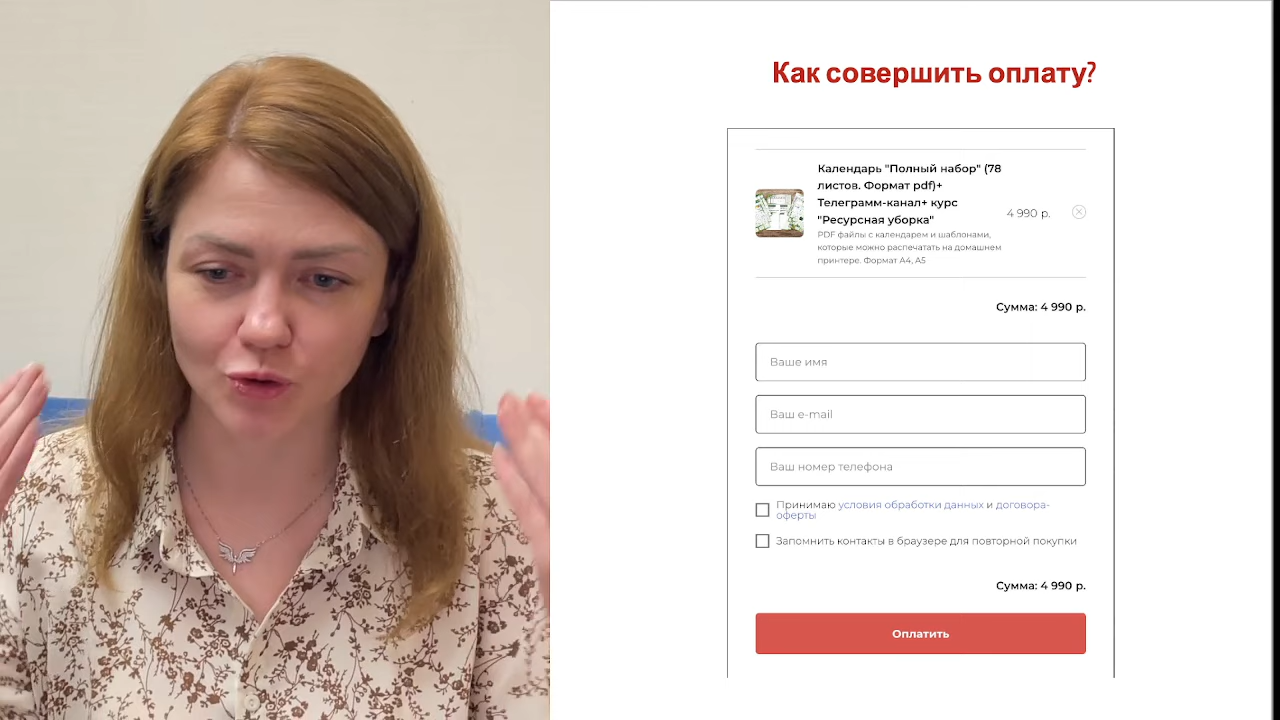 Как совершить оплату?
Календарь "Полный набор" (78
листов. Формат pdf)+
Телеграмм-канал+ курс
"Ресурсная уборка"
4 990 р.
PDF файлы с календарем и шаблонами,
которые можно распечатать на домашнем
принтере. Формат А4, А5
Сумма: 4 990 р.
Ваше имя
Ваш e-mail
Ваш номер телефона
Принимаю условия обработки данных и договора-
оферты
Запомнить контакты в браузере для повторной покупки
Сумма: 4 990 р.
Оплатить